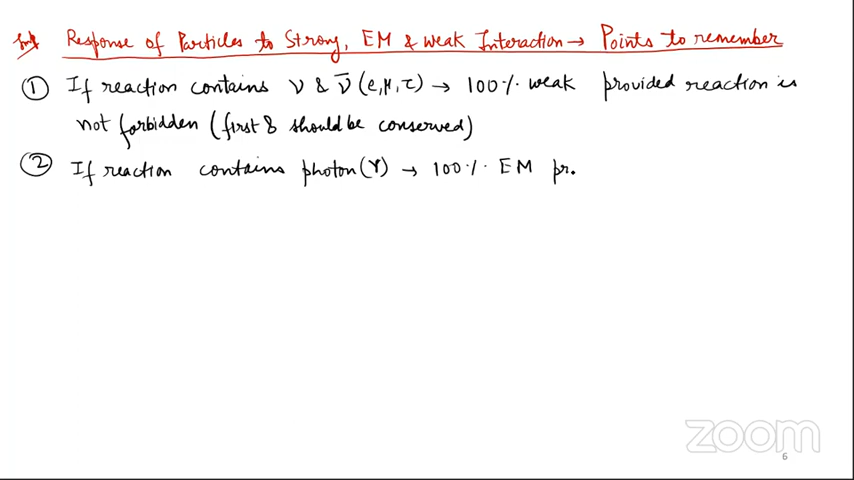 Imp Response of Particles to Strong, EM & weak Interaction → Points to remember
① If reaction contains ν & ν̅ (e, μ, τ) → 100% weak provided reaction is
not forbidden (first 8 should be conserved)
② If reaction contains photon(γ) → 100% EM pr.
zoom
6